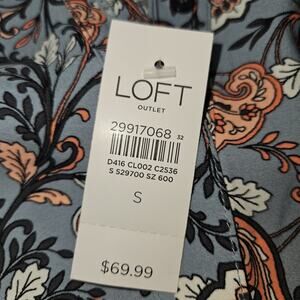 LOFT
OUTLET
29917068 32
D416 CL002 C2536
S 529700 SZ 600
S
$69.99